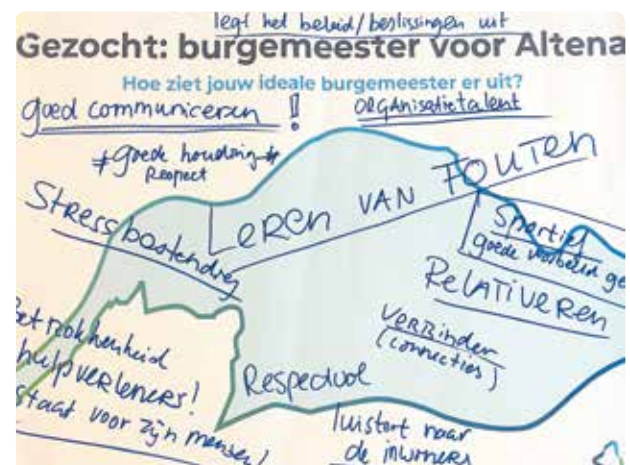 legt het beleid/beslissingen uit
Gezocht: burgemeester voor Altena
Hoe ziet jouw ideale burgemeester er uit?
goed communiceren !
ORGANisatietalent
goede houding
Respect
LEREN VAN FOUTEN
Stressbestendig
Sportief
goede voorbeeld ge
RelATIVEREN
VERBinder
(connecties)
Betrokkenheid
hulpverleners!
staat voor zijn mensen!
Respectvol
luistert naar
de inwoners